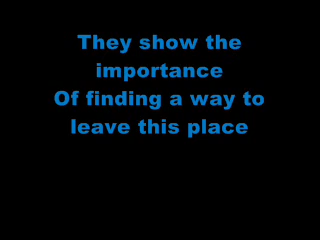 They show the
importance
Of finding a way to
leave this place